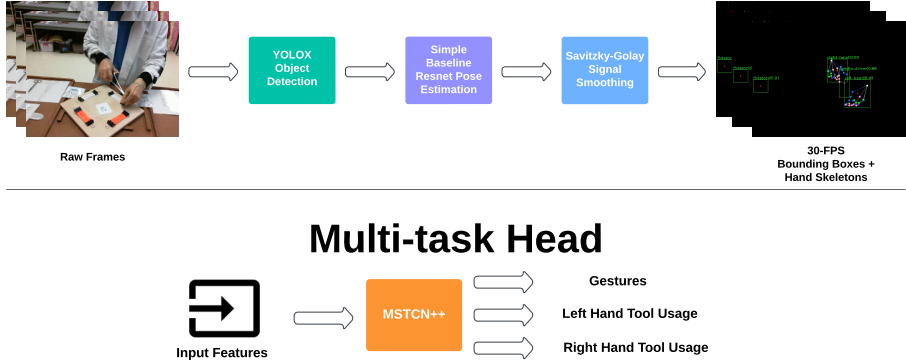 YOLOX
Object
Detection
Simple
Baseline
Resnet Pose
Estimation
Savitzky-Golay
Signal
Smoothing
Raw Frames
30-FPS
Bounding Boxes +
Hand Skeletons
Multi-task Head
MSTCN++
Input Features
Gestures
Left Hand Tool Usage
Right Hand Tool Usage